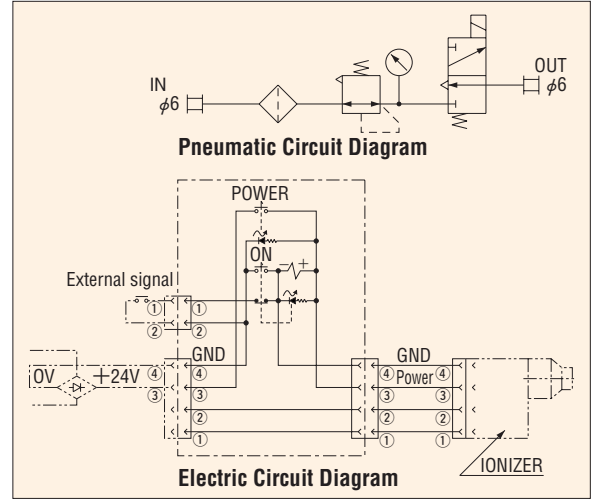 IN
φ6
OUT
φ6
Pneumatic Circuit Diagram
POWER
ON
External signal
① ①
② ②
GND GND
0V +24V ④ ④ ④ Power ④
③ ③ ③ ③
② ② ②
① ① ①
IONIZER
Electric Circuit Diagram